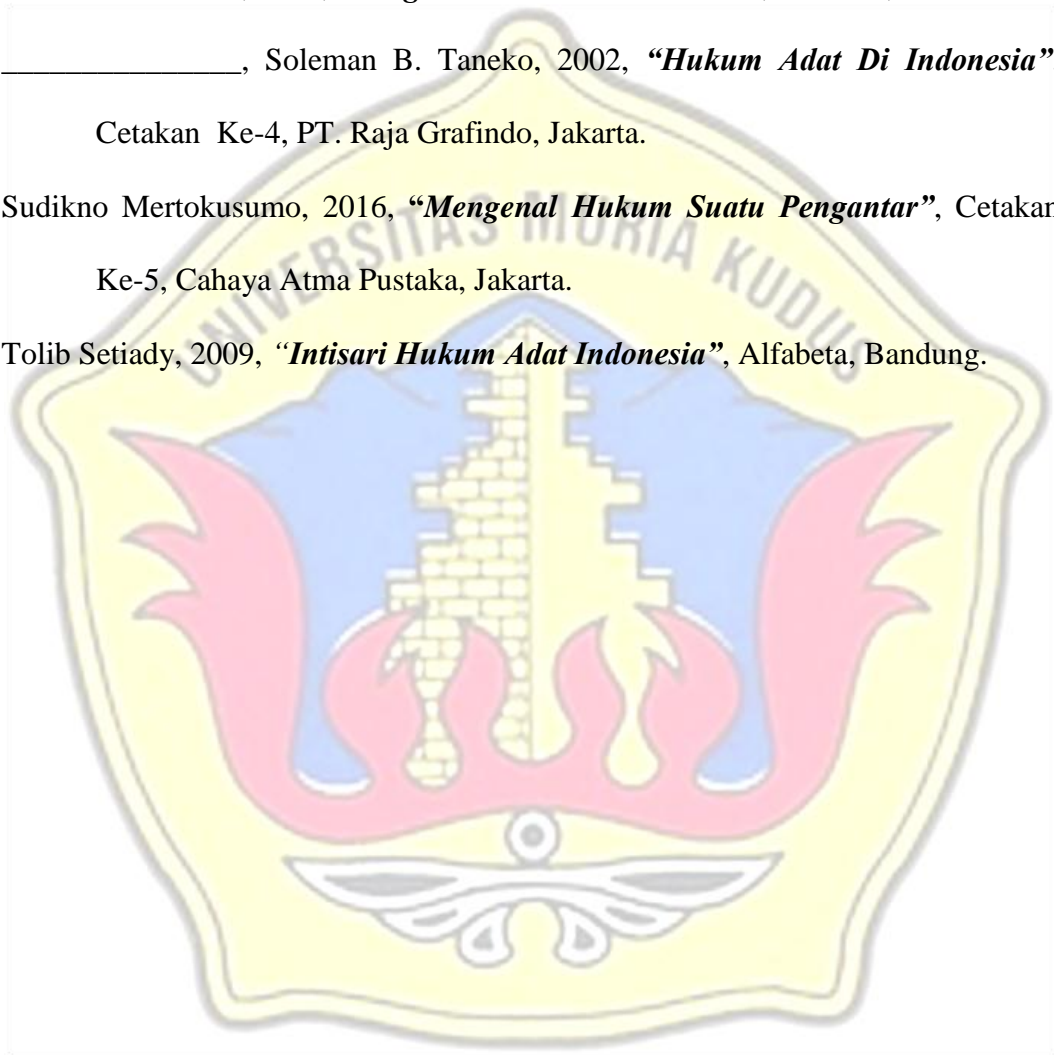 _______________, Soleman B. Taneko, 2002, “Hukum Adat Di Indonesia”
Cetakan Ke-4, PT. Raja Grafindo, Jakarta.
Sudikno Mertokusumo, 2016, “Mengenal Hukum Suatu Pengantar”, Cetakan
Ke-5, Cahaya Atma Pustaka, Jakarta.
Tolib Setiady, 2009, “Intisari Hukum Adat Indonesia”, Alfabeta, Bandung.
UNIVERSITAS MURIA KUDUS